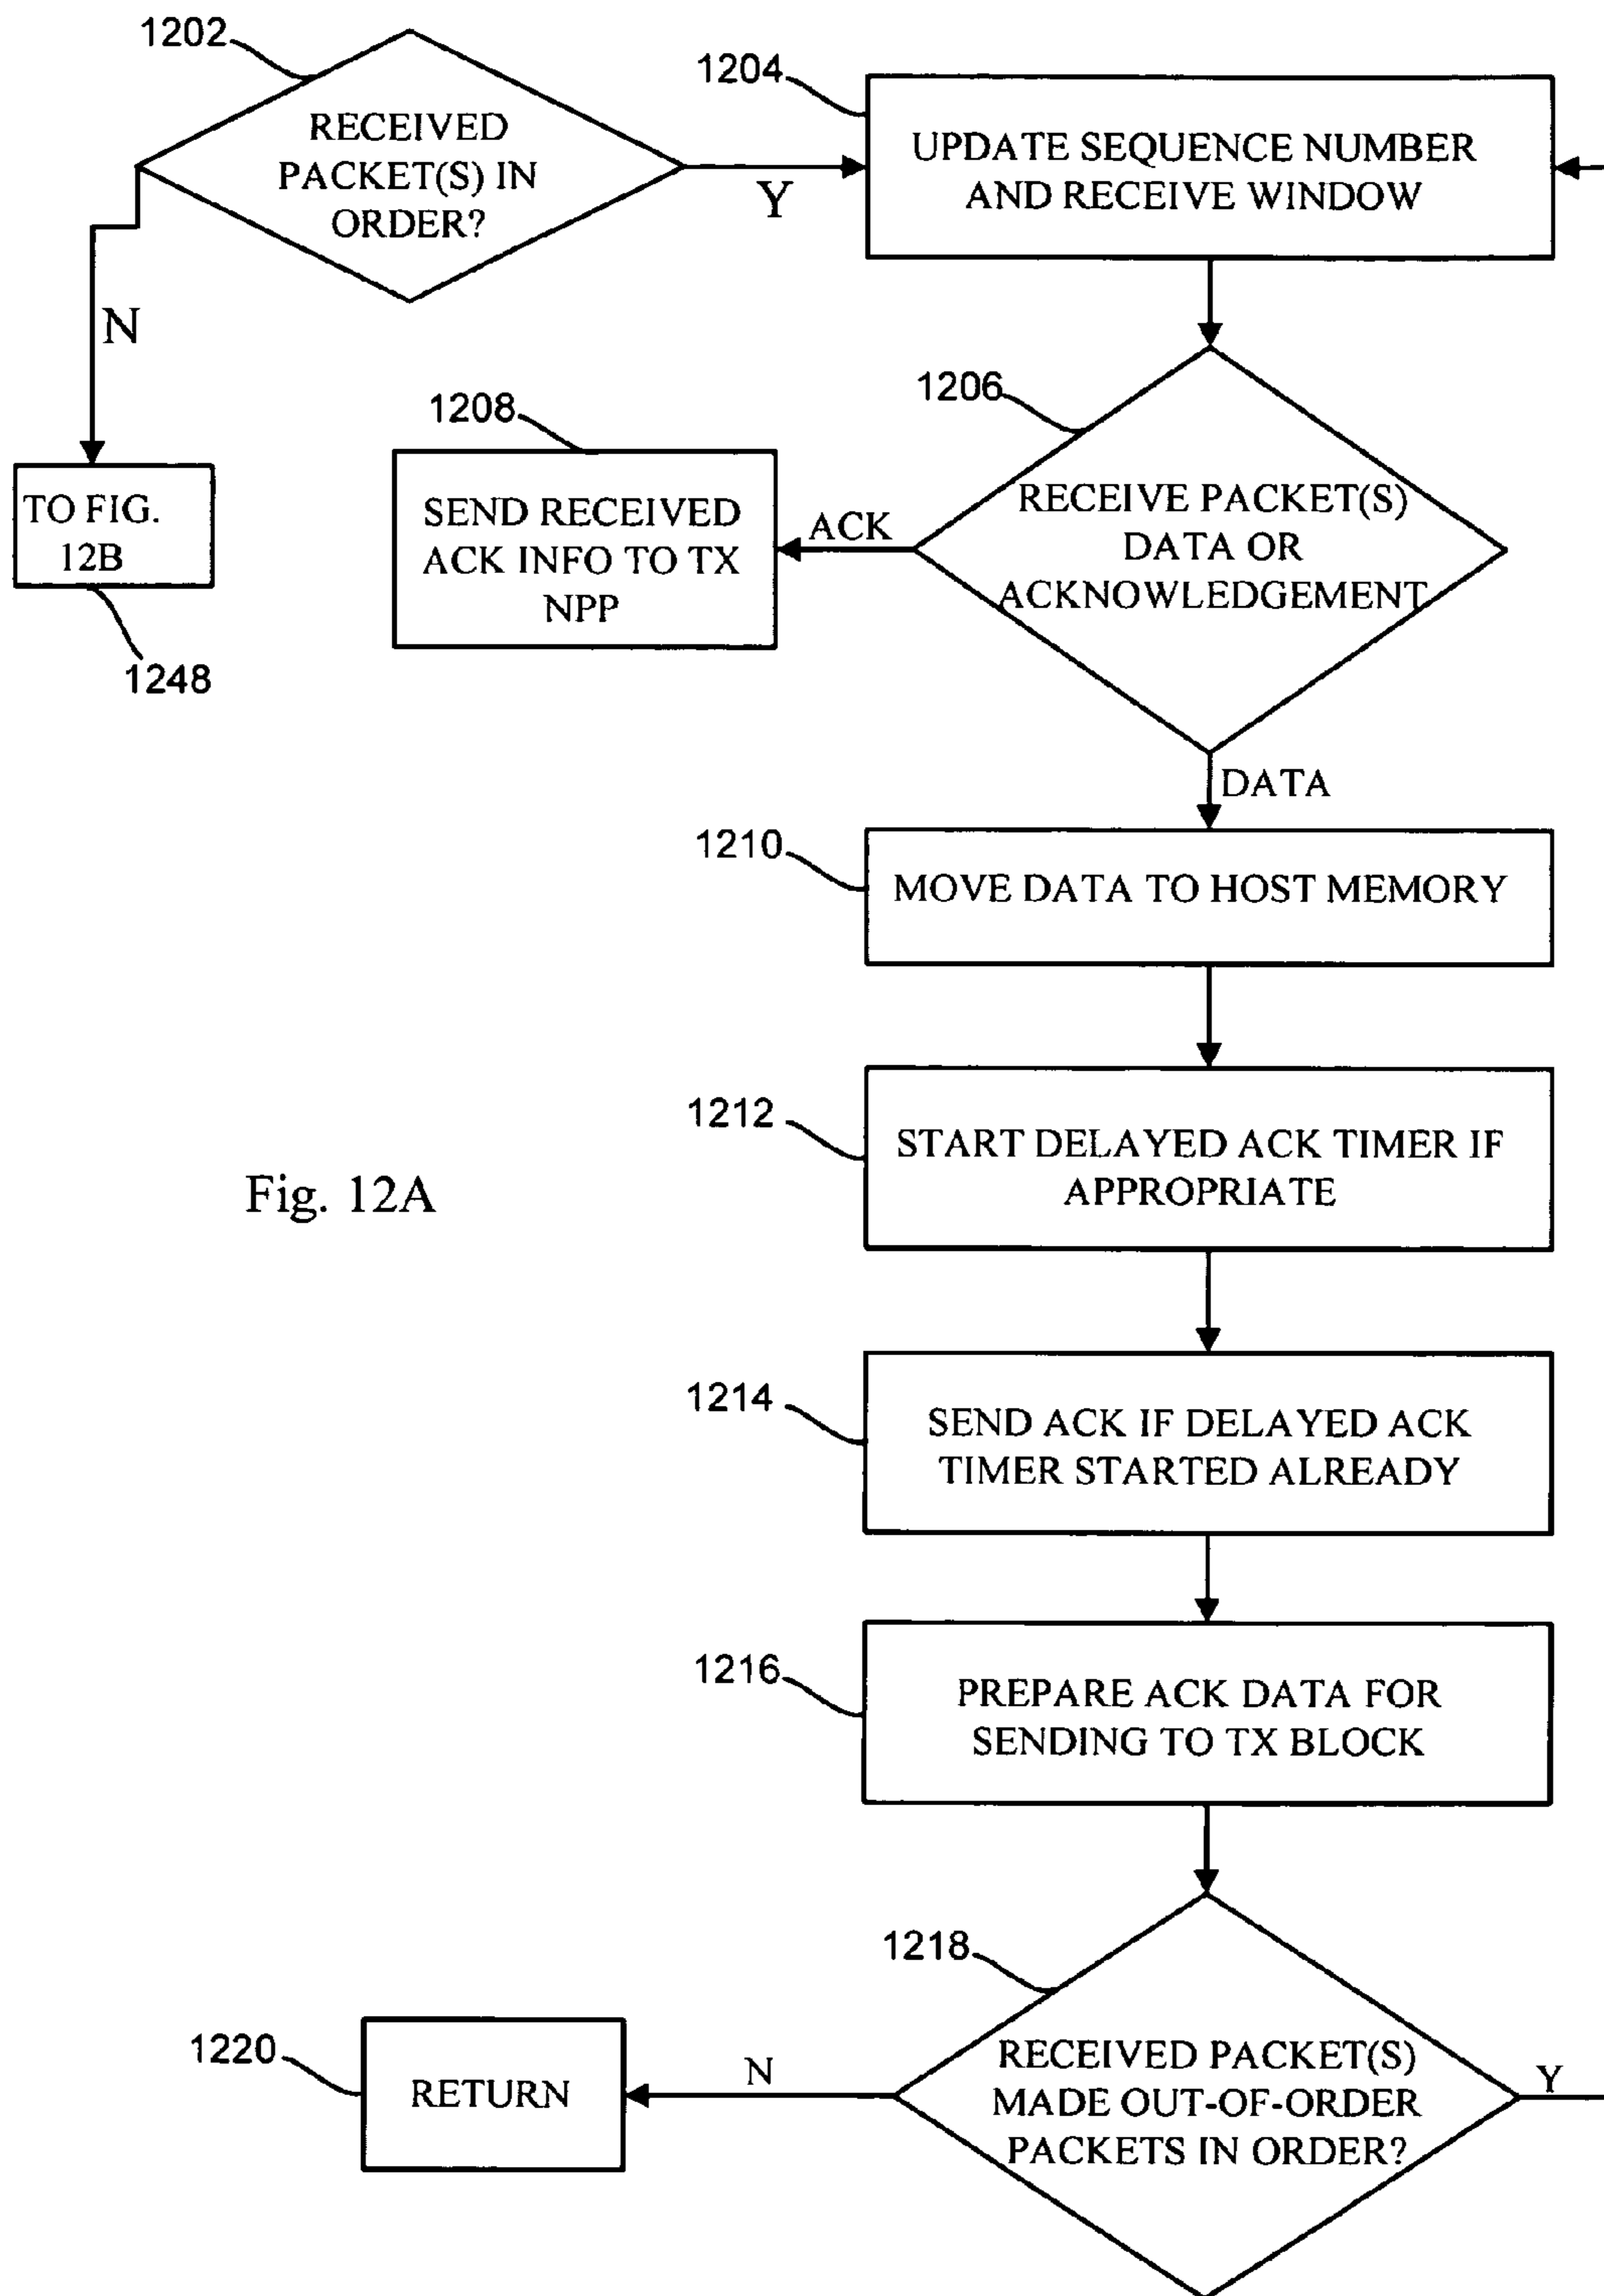 1202
RECEIVED
PACKET(S) IN
ORDER?
Y
N
1204
UPDATE SEQUENCE NUMBER
AND RECEIVE WINDOW
TO FIG.
12B
1248
1206
RECEIVE PACKET(S)
DATA OR
ACKNOWLEDGEMENT
ACK
1208
SEND RECEIVED
ACK INFO TO TX
NPP
DATA
1210
MOVE DATA TO HOST MEMORY
1212
START DELAYED ACK TIMER IF
APPROPRIATE
Fig. 12A
1214
SEND ACK IF DELAYED ACK
TIMER STARTED ALREADY
1216
PREPARE ACK DATA FOR
SENDING TO TX BLOCK
1218
RECEIVED PACKET(S)
MADE OUT-OF-ORDER
PACKETS IN ORDER?
Y
N
1220
RETURN